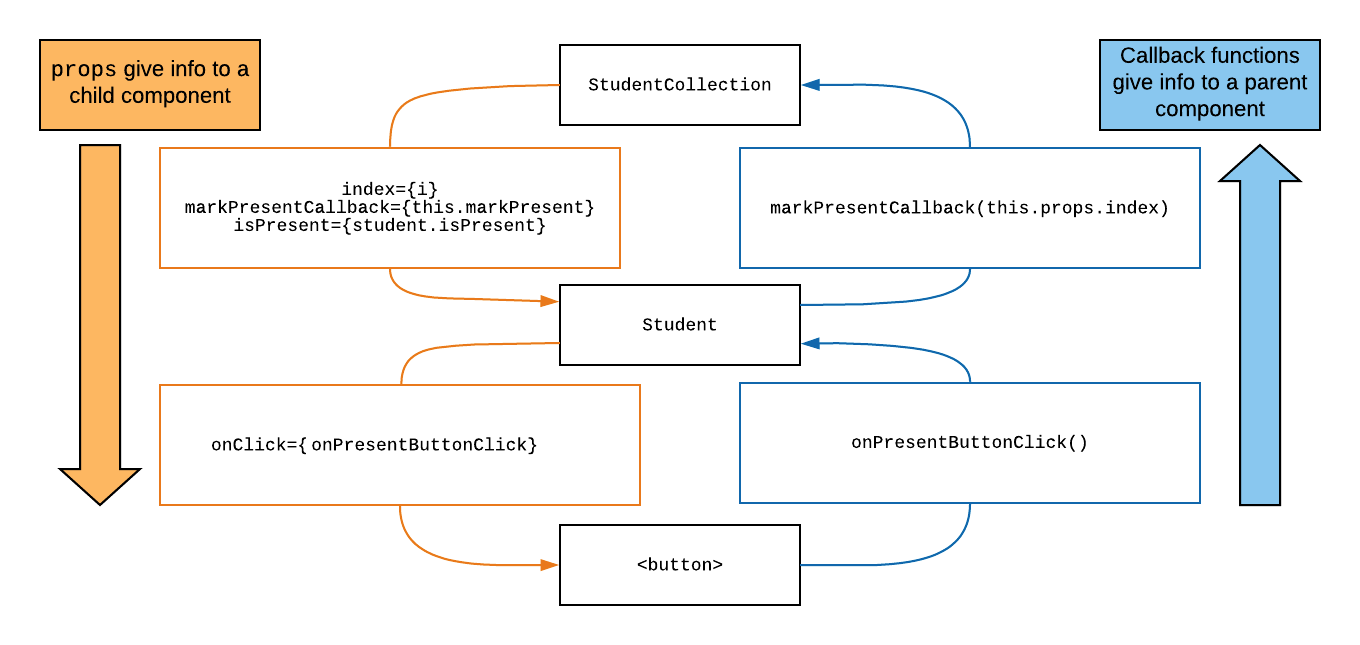 props give info to a
child component
StudentCollection
Callback functions
give info to a parent
component
index={i}
markPresentCallback={this.markPresent}
isPresent={student.isPresent}
markPresentCallback(this.props.index)
Student
onClick={onPresentButtonClick}
onPresentButtonClick()
<button>